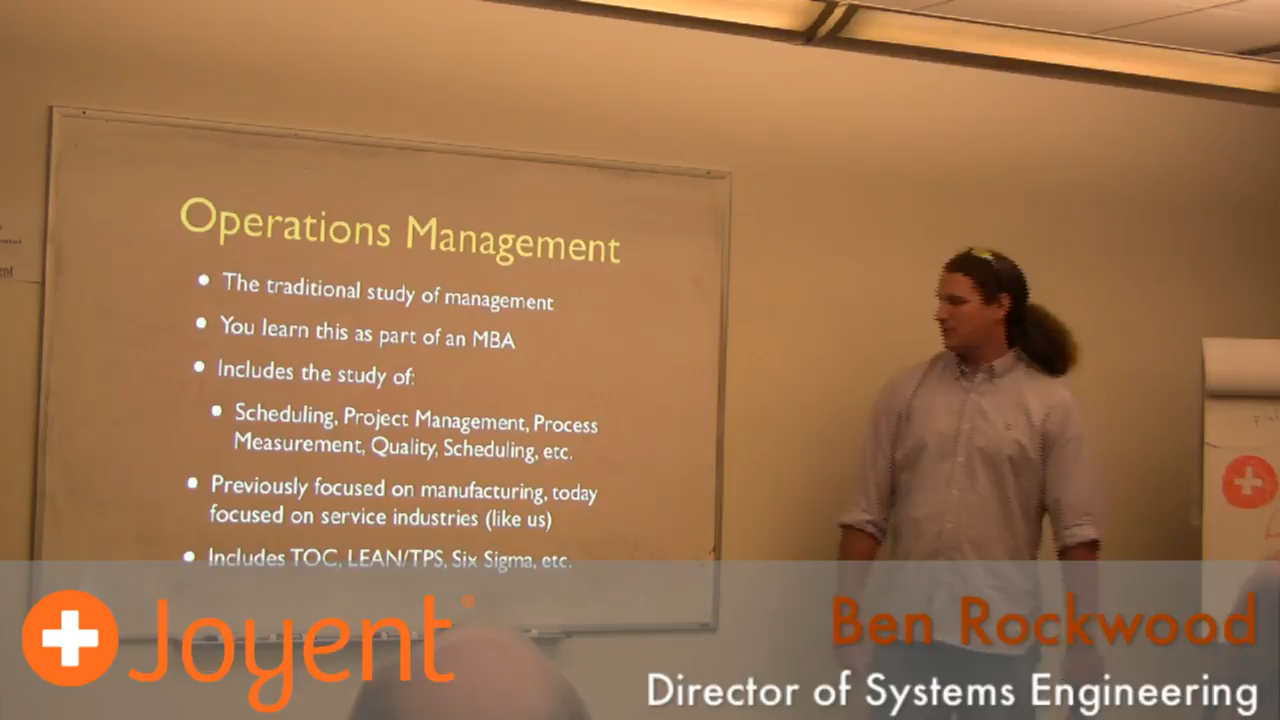 Operations Management
• The traditional study of management
• You learn this as part of an MBA
• Includes the study of:
• Scheduling, Project Management, Process
Measurement, Quality, Scheduling, etc.
• Previously focused on manufacturing, today
focused on service industries (like us)
• Includes TOC, LEAN/TPS, Six Sigma, etc.
Joyent®
Ben Rockwood
Director of Systems Engineering